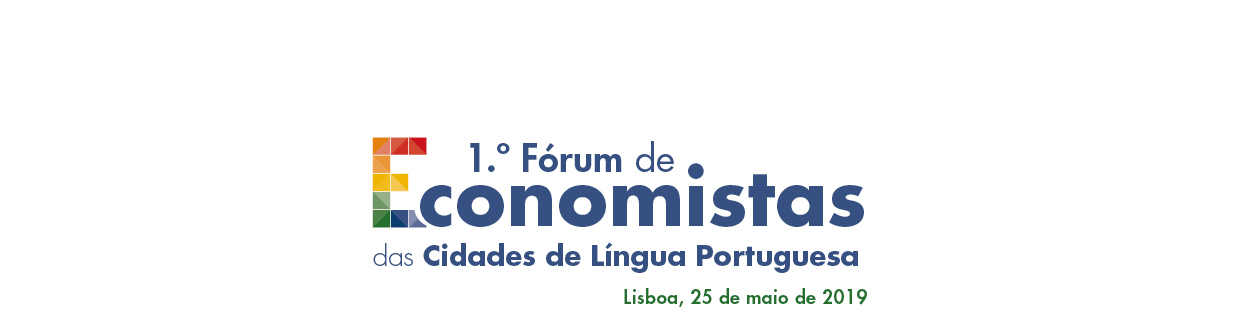 1.º Fórum de
Economistas
das Cidades de Língua Portuguesa
Lisboa, 25 de maio de 2019